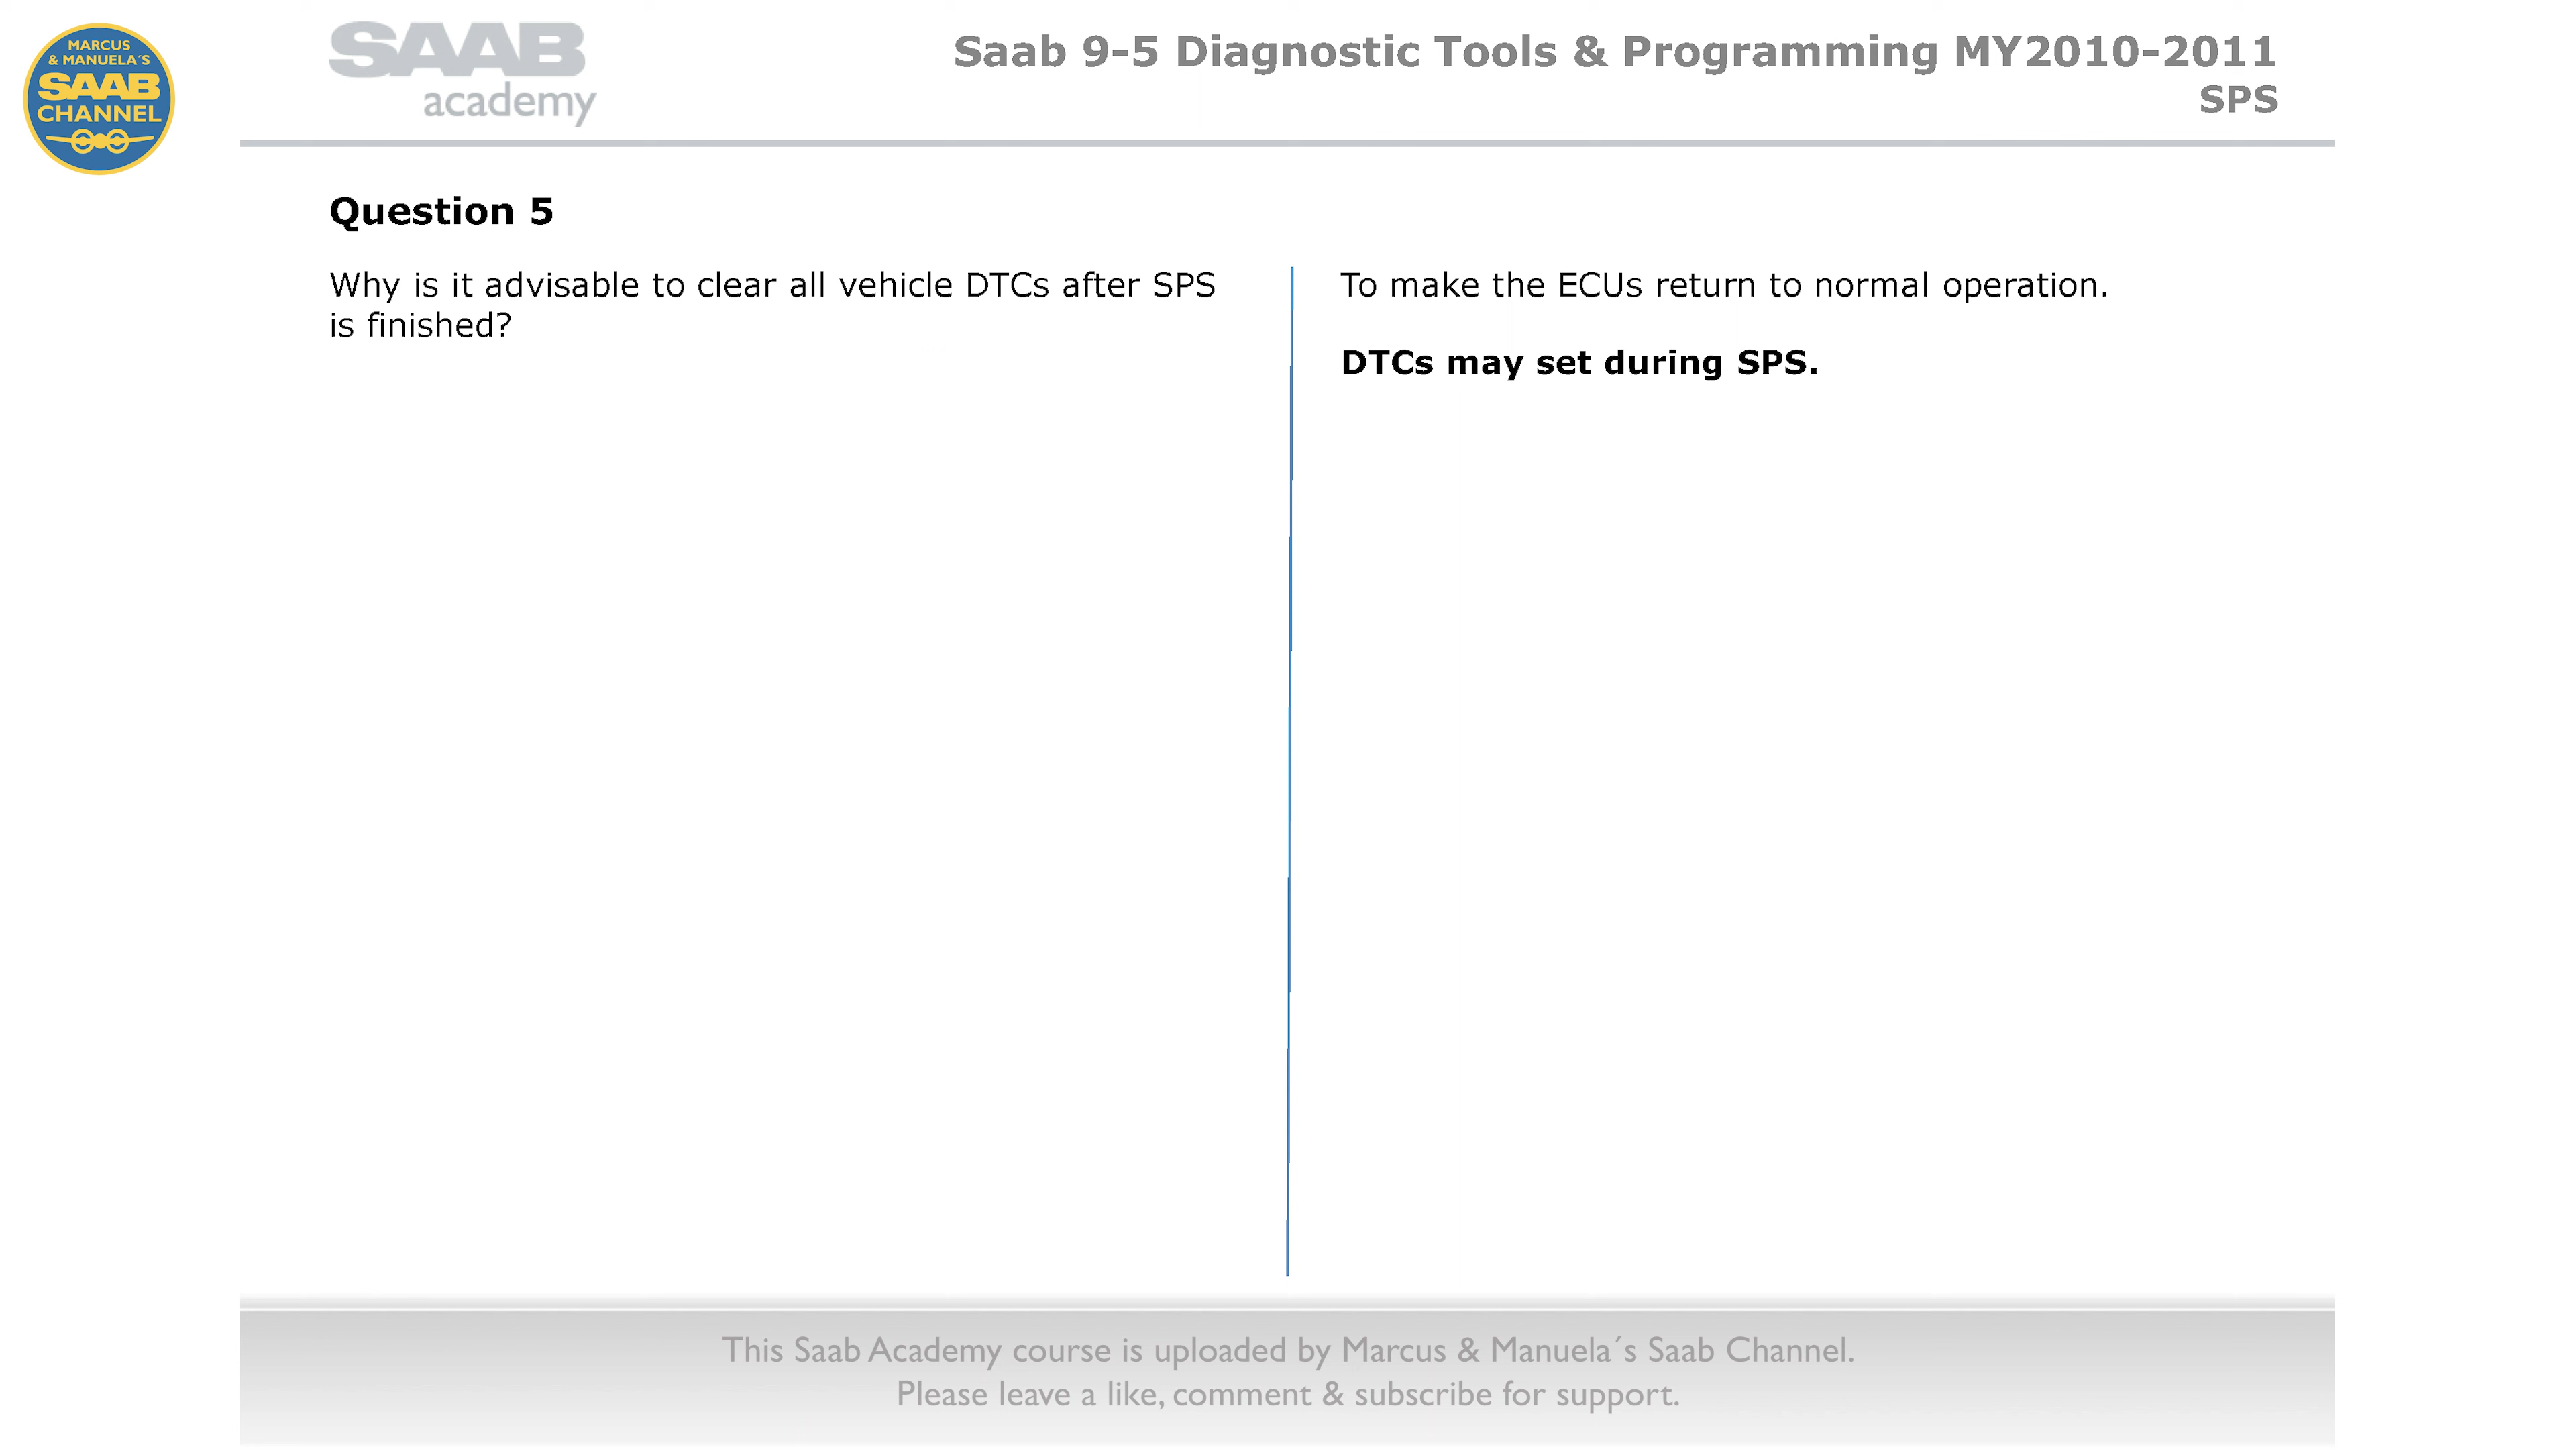 MARCUS
& MANUELA´S
SAAB
CHANNEL
SAAB
academy
Saab 9-5 Diagnostic Tools & Programming MY2010-2011
SPS
Question 5
Why is it advisable to clear all vehicle DTCs after SPS
is finished?
To make the ECUs return to normal operation.
DTCs may set during SPS.
This Saab Academy course is uploaded by Marcus & Manuela´s Saab Channel.
Please leave a like, comment & subscribe for support.